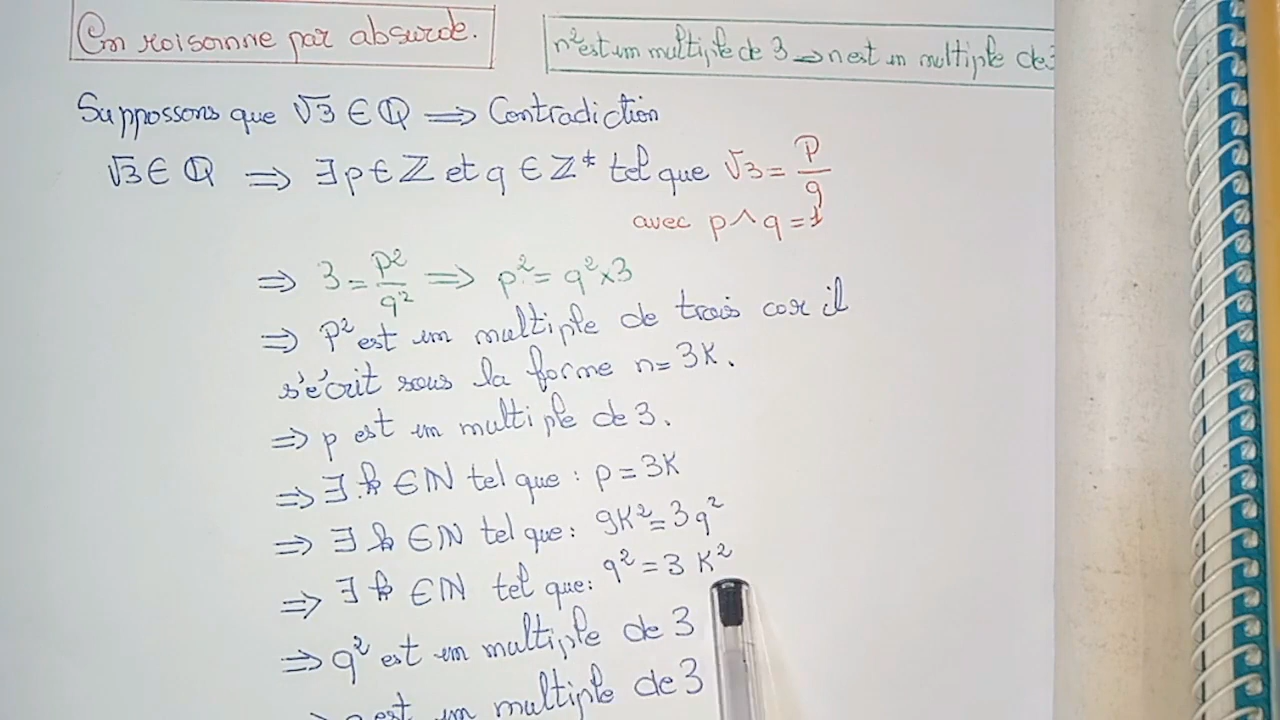 On raisonne par absurde.
n² est un multiple de 3 ⇒ n est un multiple de 3
Suppossons que √3 ∈ ℚ ⇒ Contradiction
√3 ∈ ℚ ⇒ ∃ p ∈ ℤ et q ∈ ℤ* tel que √3 = p/q
avec p ∧ q = 1
⇒ 3 = p²/q² ⇒ p² = q² × 3
⇒ P² est un multiple de trois car il
s'écrit sous la forme n = 3K.
⇒ p est un multiple de 3.
⇒ ∃ k ∈ ℕ tel que : p = 3K
⇒ ∃ k ∈ ℕ tel que : 9K² = 3q²
⇒ ∃ k ∈ ℕ tel que : q² = 3K²
⇒ q² est un multiple de 3
⇒ q est un multiple de 3